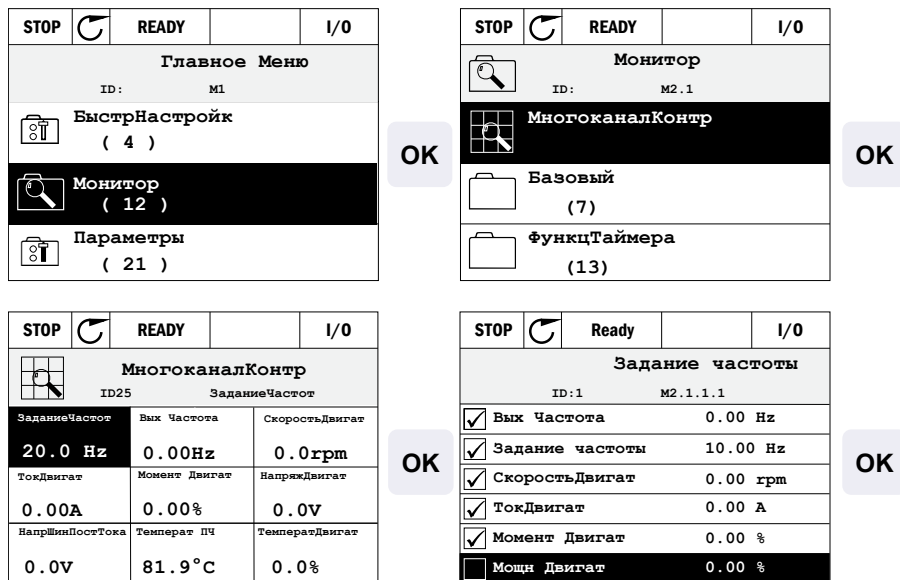 STOP READY I/O
Главное Меню
ID: M1
БыстрНастройк
( 4 )
Монитор
( 12 )
Параметры
( 21 )
OK
STOP READY I/O
Монитор
ID: M2.1
МногоканалКонтр
Базовый
(7)
ФункцТаймера
(13)
OK
STOP READY I/O
МногоканалКонтр
ID25 ЗаданиеЧастот
ЗаданиеЧастот Вых Частота СкоростьДвигат
20.0 Hz 0.00Hz 0.0rpm
ТокДвигат Момент Двигат НапряжДвигат
0.00A 0.00% 0.0V
НапрШинПостТока Температ ПЧ ТемператДвигат
0.0V 81.9°C 0.0%
OK
STOP Ready I/O
Задание частоты
ID:1 M2.1.1.1
Вых Частота 0.00 Hz
Задание частоты 10.00 Hz
СкоростьДвигат 0.00 rpm
ТокДвигат 0.00 A
Момент Двигат 0.00 %
Мощн Двигат 0.00 %
OK